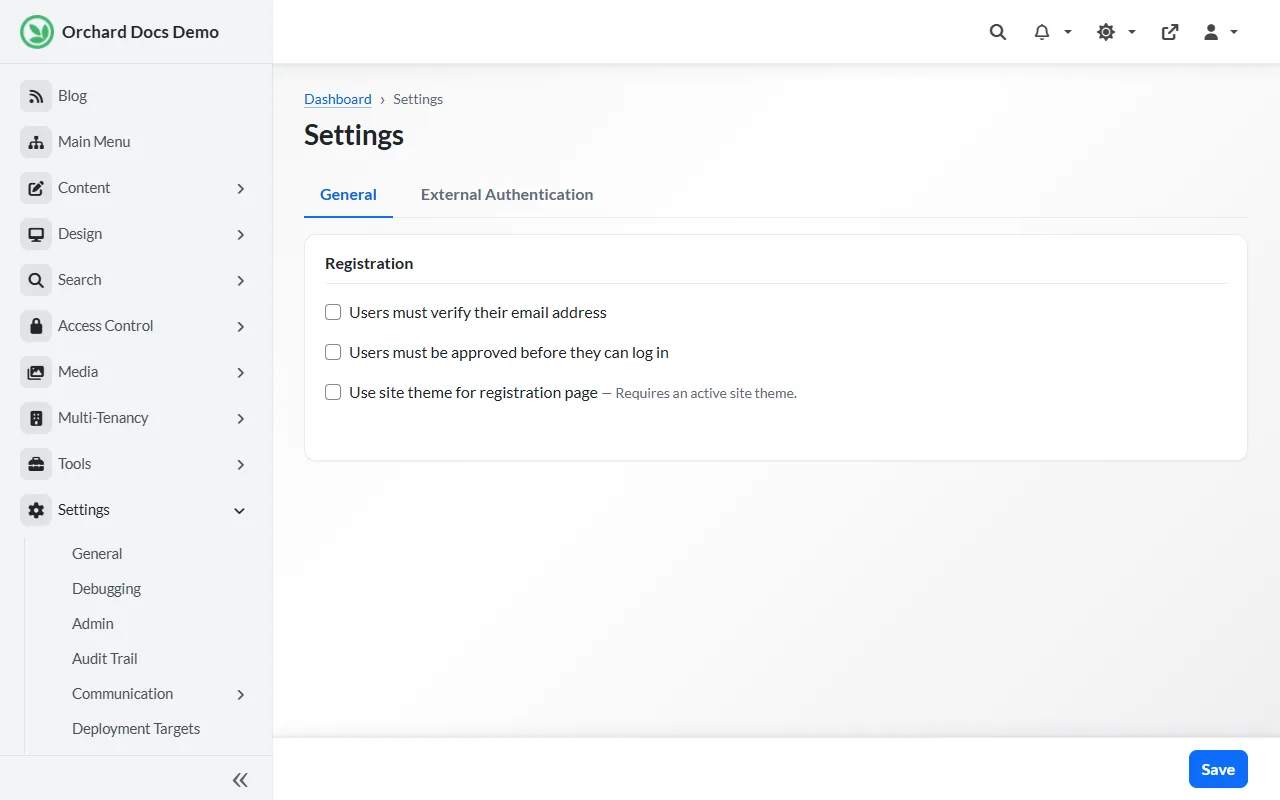 Orchard Docs Demo
Blog
Main Menu
Content
Design
Search
Access Control
Media
Multi-Tenancy
Tools
Settings
General
Debugging
Admin
Audit Trail
Communication
Deployment Targets
Dashboard › Settings
Settings
General External Authentication
Registration
Users must verify their email address
Users must be approved before they can log in
Use site theme for registration page — Requires an active site theme.
Save